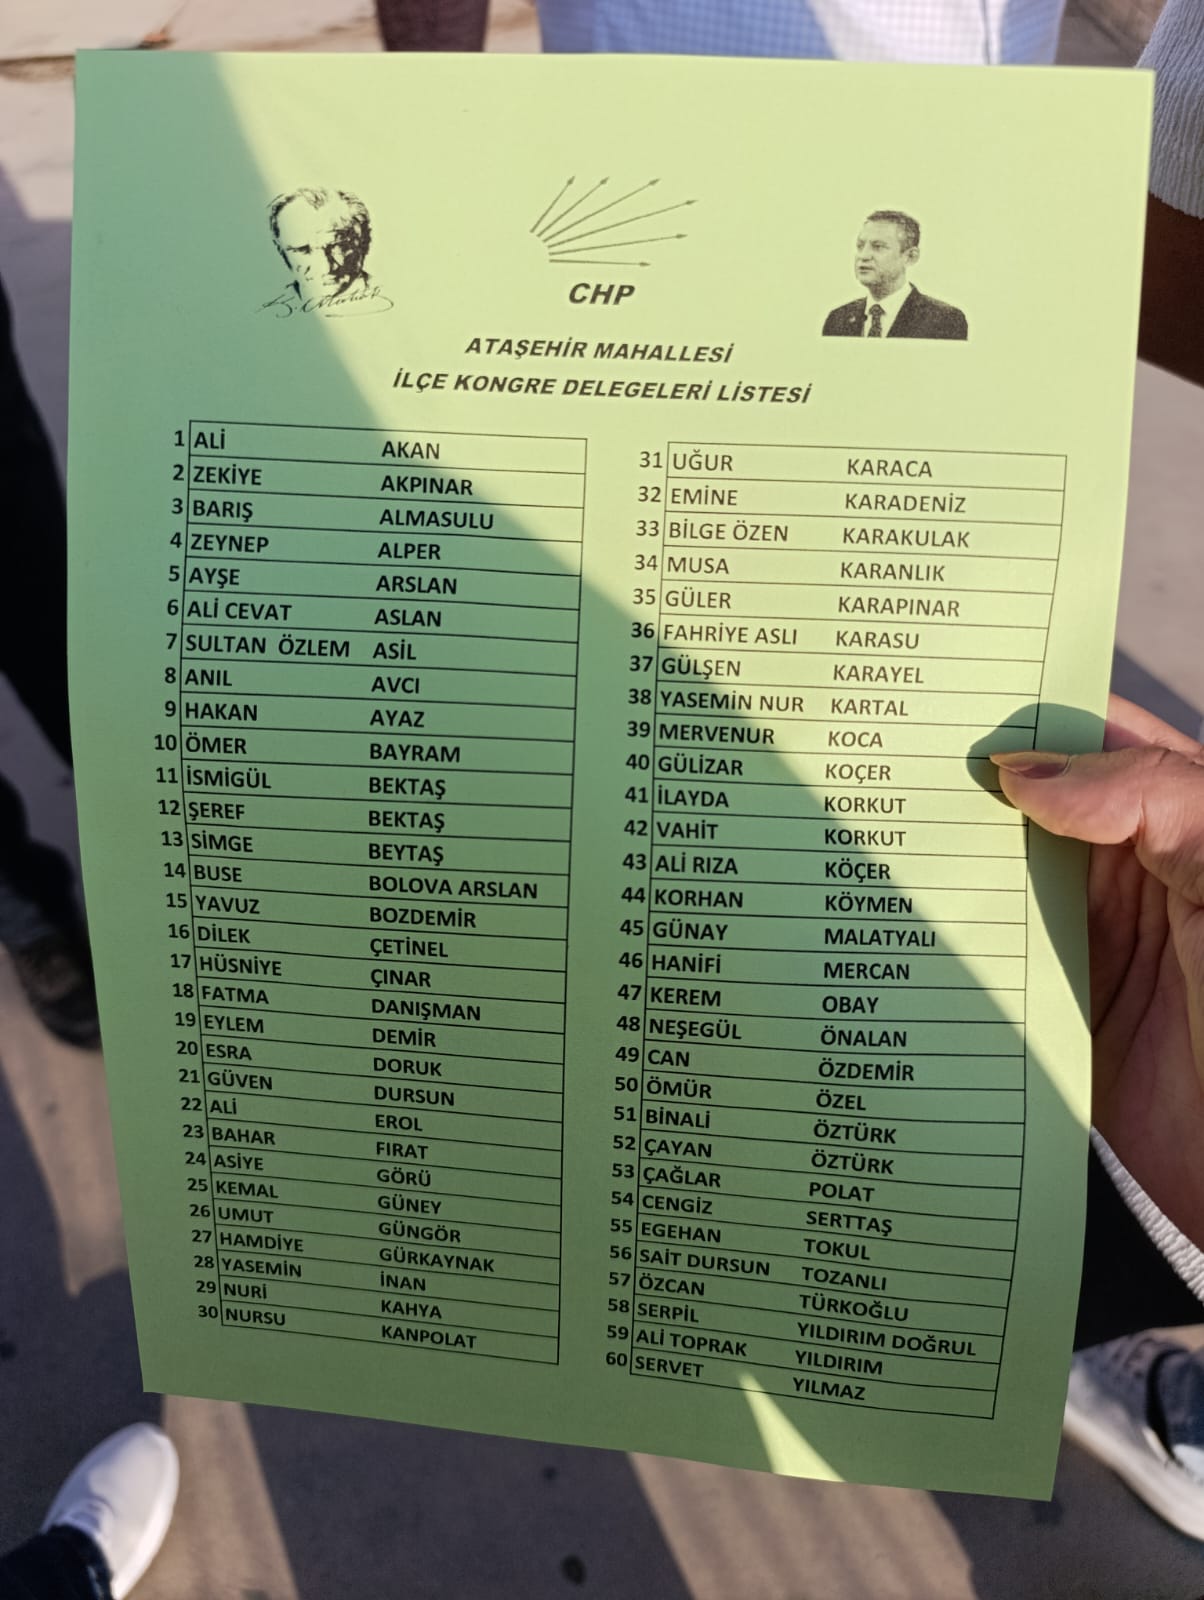 K. Atatürk
CHP
ATAŞEHİR MAHALLESİ
İLÇE KONGRE DELEGELERİ LİSTESİ
1 ALİ AKAN
2 ZEKİYE AKPINAR
3 BARIŞ ALMASULU
4 ZEYNEP ALPER
5 AYŞE ARSLAN
6 ALİ CEVAT ASLAN
7 SULTAN ÖZLEM ASİL
8 ANIL AVCI
9 HAKAN AYAZ
10 ÖMER BAYRAM
11 İSMİGÜL BEKTAŞ
12 ŞEREF BEKTAŞ
13 SİMGE BEYTAŞ
14 BUSE BOLOVA ARSLAN
15 YAVUZ BOZDEMİR
16 DİLEK ÇETİNEL
17 HÜSNİYE ÇINAR
18 FATMA DANIŞMAN
19 EYLEM DEMİR
20 ESRA DORUK
21 GÜVEN DURSUN
22 ALİ EROL
23 BAHAR FIRAT
24 ASİYE GÖRÜ
25 KEMAL GÜNEY
26 UMUT GÜNGÖR
27 HAMDİYE GÜRKAYNAK
28 YASEMİN İNAN
29 NURİ KAHYA
30 NURSU KANPOLAT
31 UĞUR KARACA
32 EMİNE KARADENİZ
33 BİLGE ÖZEN KARAKULAK
34 MUSA KARANLIK
35 GÜLER KARAPINAR
36 FAHRİYE ASLI KARASU
37 GÜLŞEN KARAYEL
38 YASEMİN NUR KARTAL
39 MERVENUR KOCA
40 GÜLİZAR KOÇER
41 İLAYDA KORKUT
42 VAHİT KORKUT
43 ALİ RIZA KÖÇER
44 KORHAN KÖYMEN
45 GÜNAY MALATYALI
46 HANİFİ MERCAN
47 KEREM OBAY
48 NEŞEGÜL ÖNALAN
49 CAN ÖZDEMİR
50 ÖMÜR ÖZEL
51 BİNALİ ÖZTÜRK
52 ÇAYAN ÖZTÜRK
53 ÇAĞLAR POLAT
54 CENGİZ SERTTAŞ
55 EGEHAN TOKUL
56 SAİT DURSUN TOZANLI
57 ÖZCAN TÜRKOĞLU
58 SERPİL YILDIRIM DOĞRUL
59 ALİ TOPRAK YILDIRIM
60 SERVET YILMAZ